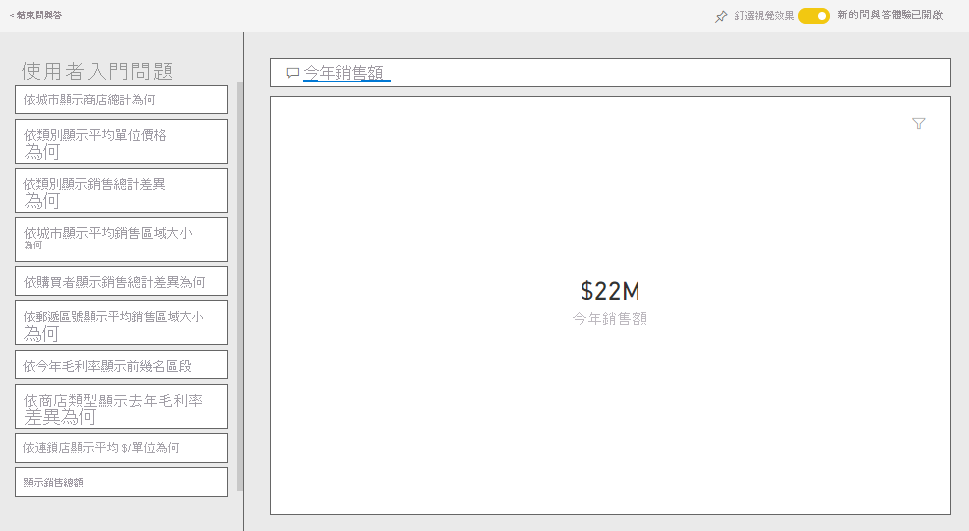 < 結束問與答
釘選視覺效果
新的問與答體驗已開啟
使用者入門問題
依城市顯示商店總計為何
依類別顯示平均單位價格
為何
依類別顯示銷售總計差異
為何
依城市顯示平均銷售區域大小
為何
依購買者顯示銷售總計差異為何
依郵遞區號顯示平均銷售區域大小
為何
依今年毛利率顯示前幾名區段
依商店類型顯示去年毛利率
差異為何
依連鎖店顯示平均 $/單位為何
顯示銷售總額
今年銷售額
$22M
今年銷售額